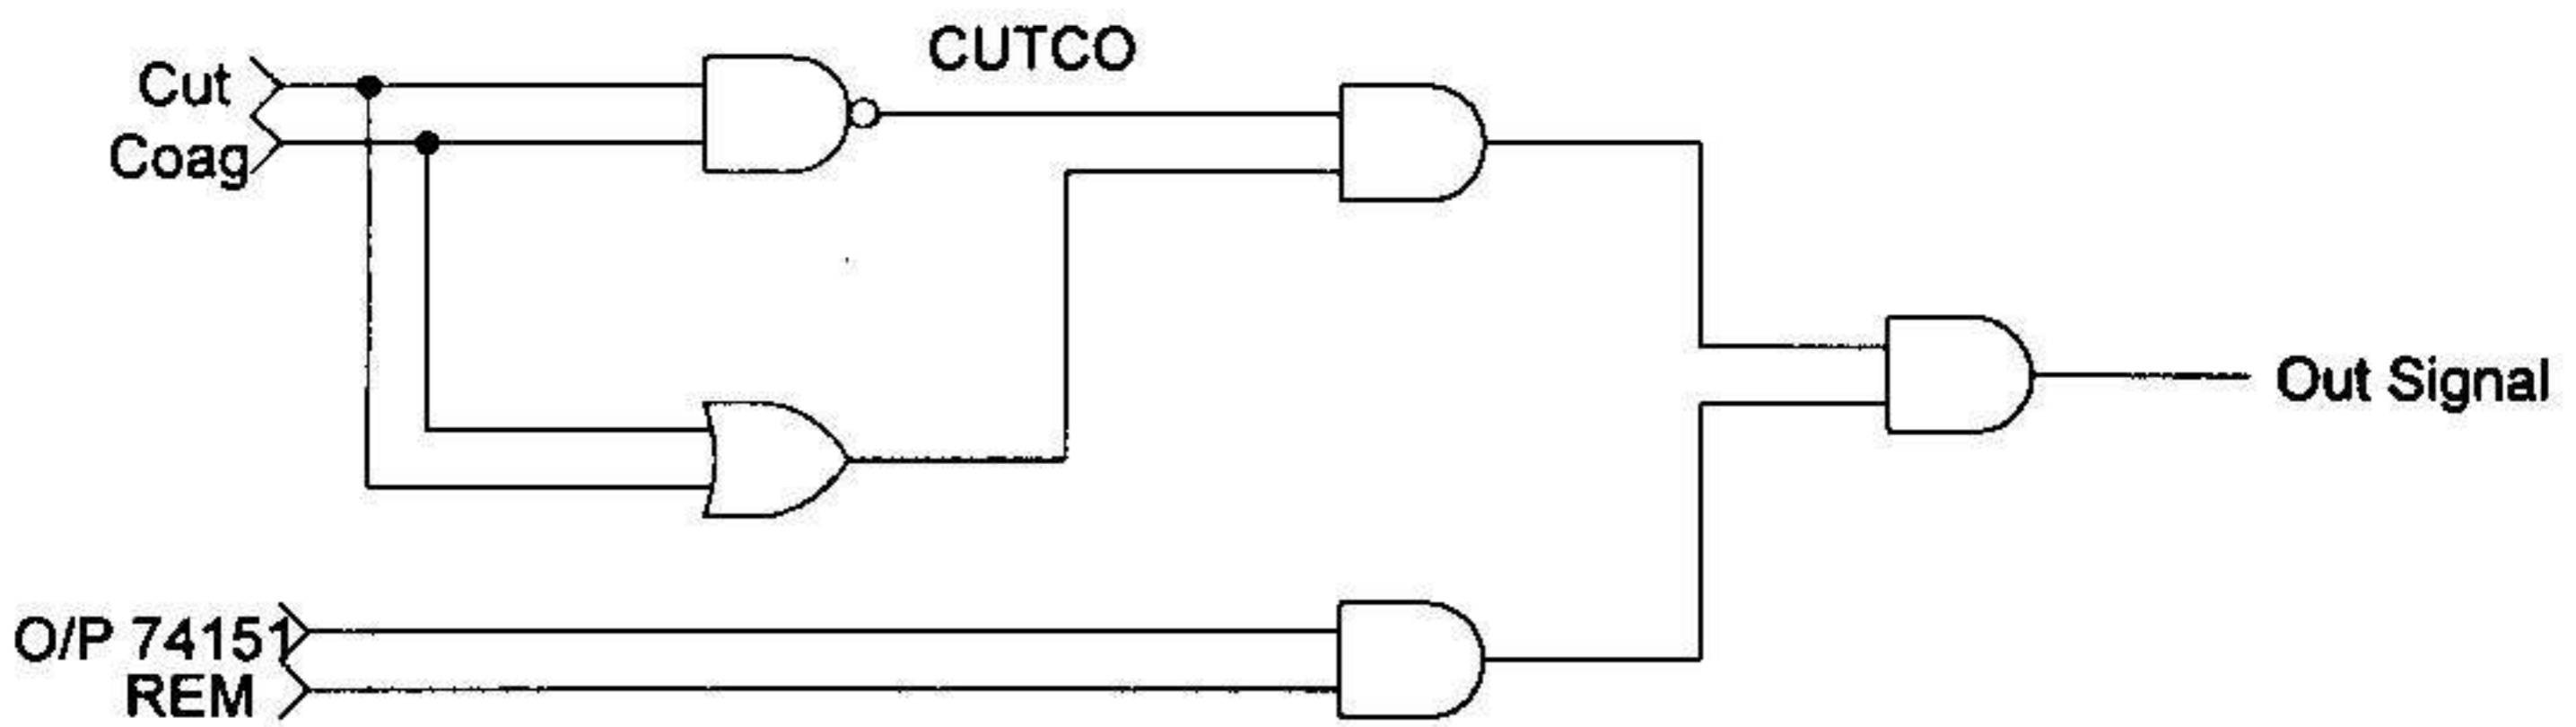 CUTCO
Cut
Coag
Out Signal
O/P 74151
REM